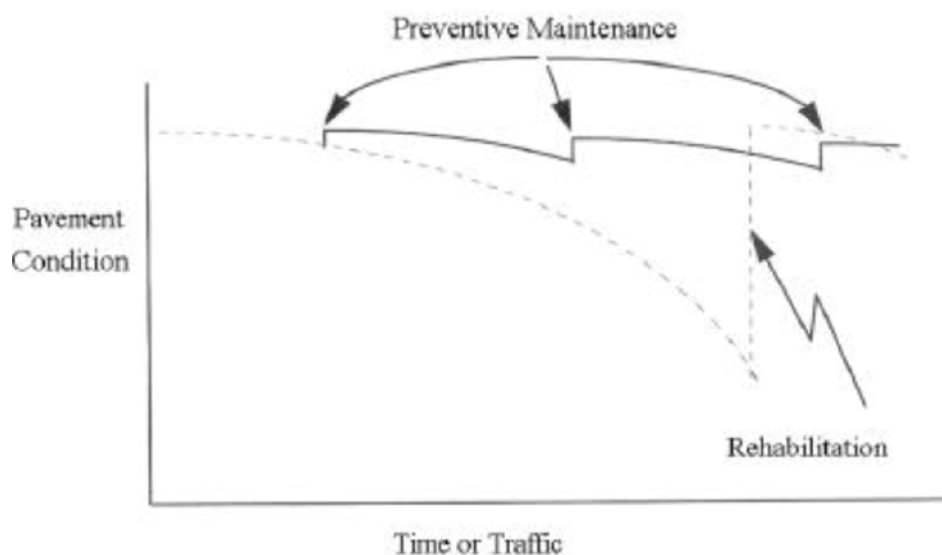 Preventive Maintenance
Pavement
Condition
Rehabilitation
Time or Traffic